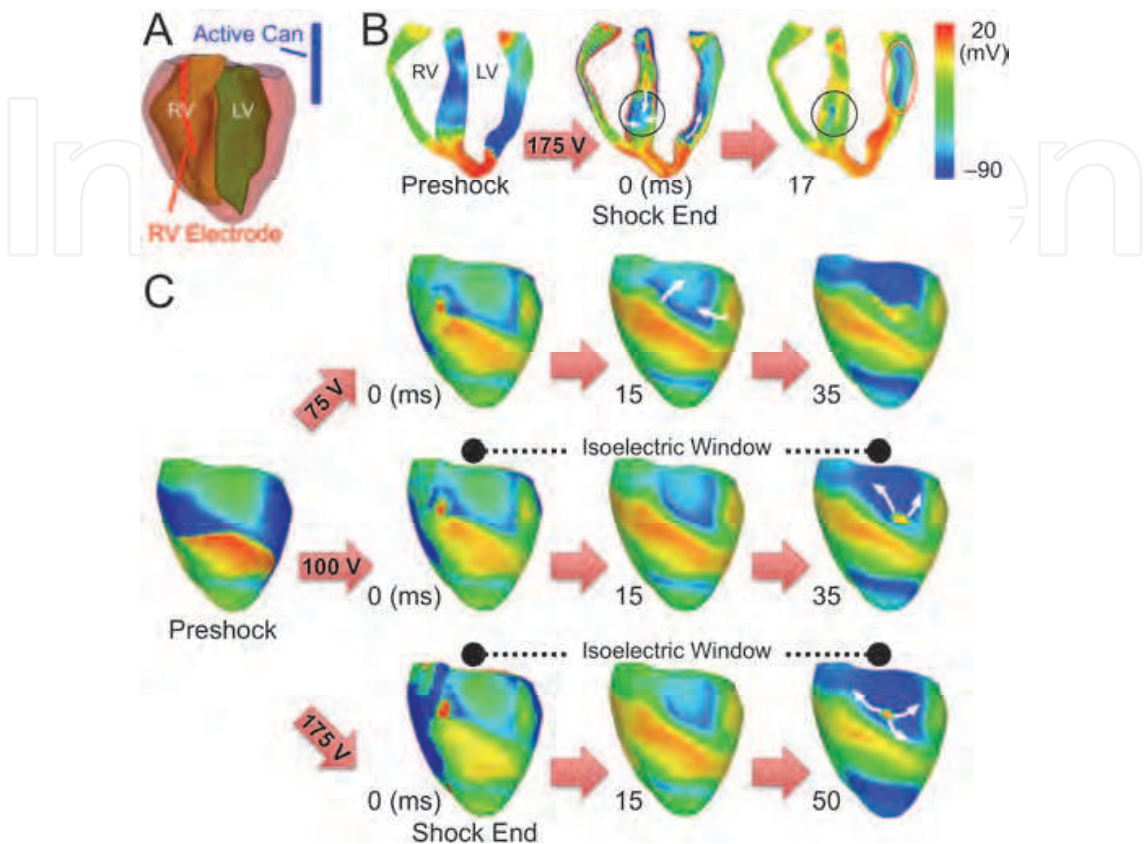 A
Active Can
RV
LV
RV Electrode
B
RV
LV
175 V
Preshock
0 (ms)
Shock End
17
20
(mV)
–90
C
75 V
0 (ms)
15
35
Isoelectric Window
Preshock
100 V
0 (ms)
15
35
Isoelectric Window
175V
0 (ms)
Shock End
15
50